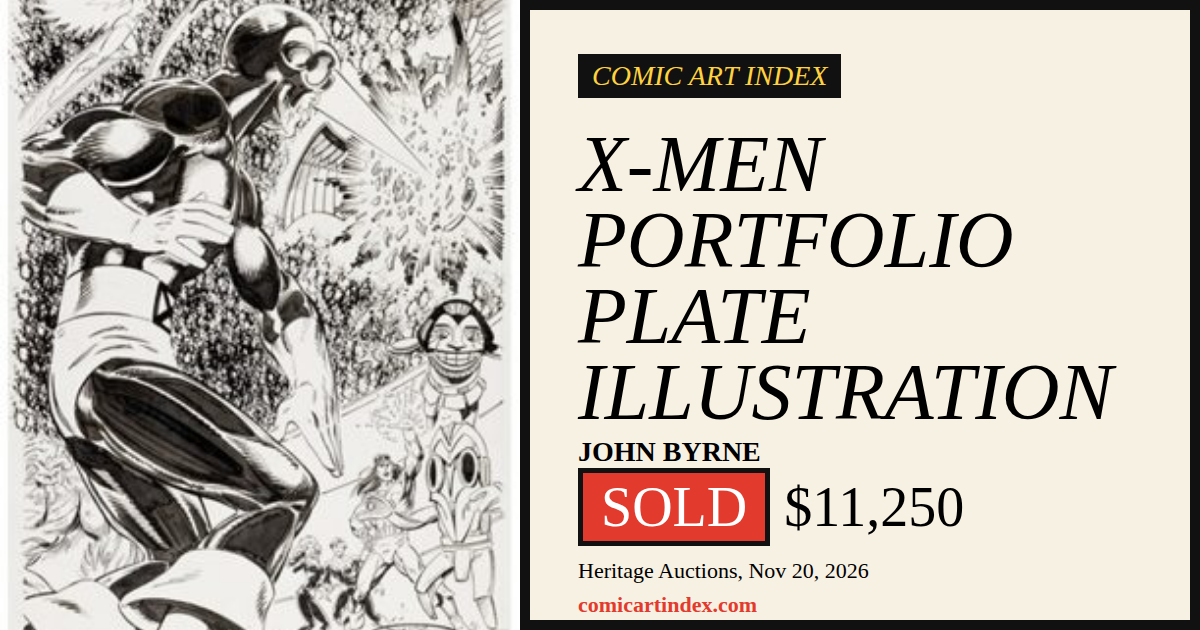 COMIC ART INDEX
X-MEN
PORTFOLIO
PLATE
ILLUSTRATION
JOHN BYRNE
SOLD $11,250
Heritage Auctions, Nov 20, 2026
comicartindex.com